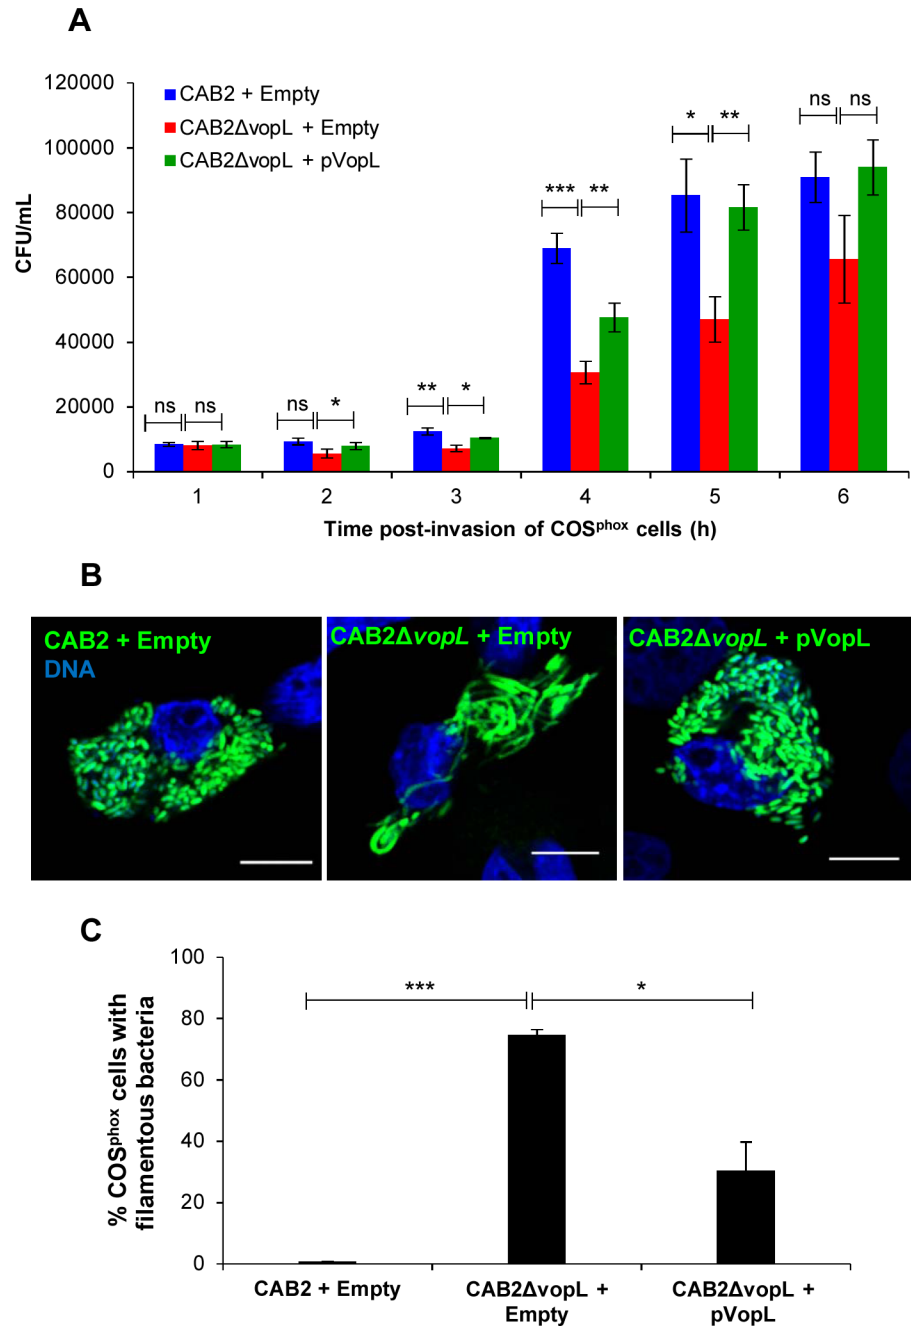 A
120000
100000
80000
60000
40000
20000
0
CFU/mL
CAB2 + Empty
CAB2ΔvopL + Empty
CAB2ΔvopL + pVopL
ns ns
ns *
** *
*** **
* **
ns ns
1 2 3 4 5 6
Time post-invasion of COSphox cells (h)
B
CAB2 + Empty
DNA
CAB2ΔvopL + Empty
CAB2ΔvopL + pVopL
C
% COSphox cells with
filamentous bacteria
100
80
60
40
20
0
*** *
CAB2 + Empty
CAB2ΔvopL +
Empty
CAB2ΔvopL +
pVopL